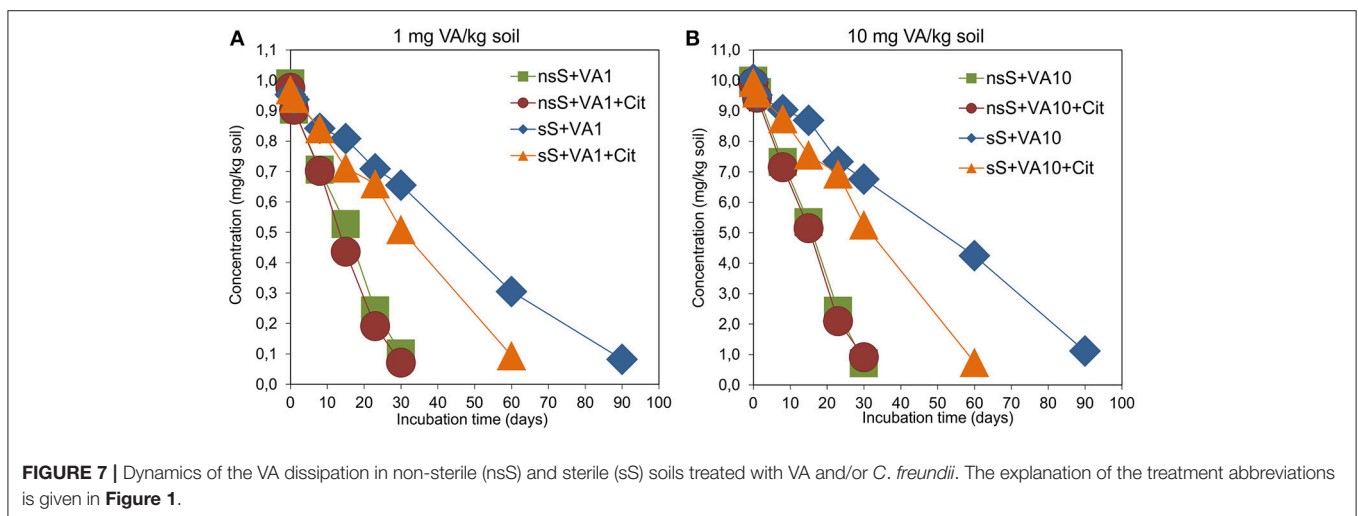 A
1 mg VA/kg soil
Concentration (mg/kg soil)
1,1
1,0
0,9
0,8
0,7
0,6
0,5
0,4
0,3
0,2
0,1
0,0
nsS+VA1
nsS+VA1+Cit
sS+VA1
sS+VA1+Cit
0 10 20 30 40 50 60 70 80 90 100
Incubation time (days)
B
10 mg VA/kg soil
Concentration (mg/kg soil)
11,0
10,0
9,0
8,0
7,0
6,0
5,0
4,0
3,0
2,0
1,0
0,0
nsS+VA10
nsS+VA10+Cit
sS+VA10
sS+VA10+Cit
0 10 20 30 40 50 60 70 80 90 100
Incubation time (days)
FIGURE 7 | Dynamics of the VA dissipation in non-sterile (nsS) and sterile (sS) soils treated with VA and/or C. freundii. The explanation of the treatment abbreviations
is given in Figure 1.